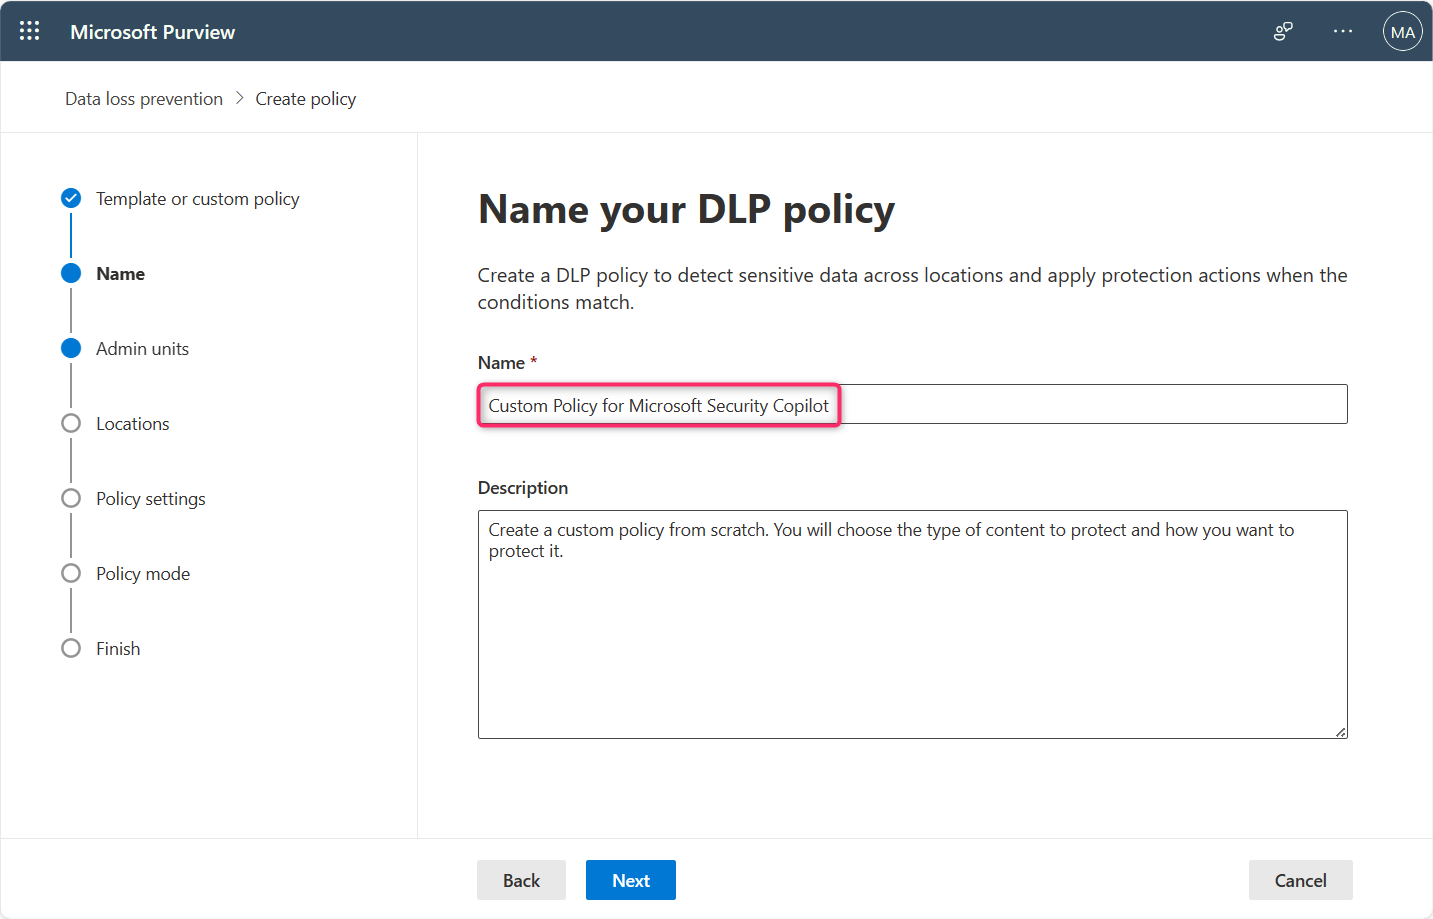 Microsoft Purview
MA
Data loss prevention
Create policy
Template or custom policy
Name
Admin units
Locations
Policy settings
Policy mode
Finish
Name your DLP policy
Create a DLP policy to detect sensitive data across locations and apply protection actions when the
conditions match.
Name *
Custom Policy for Microsoft Security Copilot
Description
Create a custom policy from scratch. You will choose the type of content to protect and how you want to
protect it.
Back
Next
Cancel